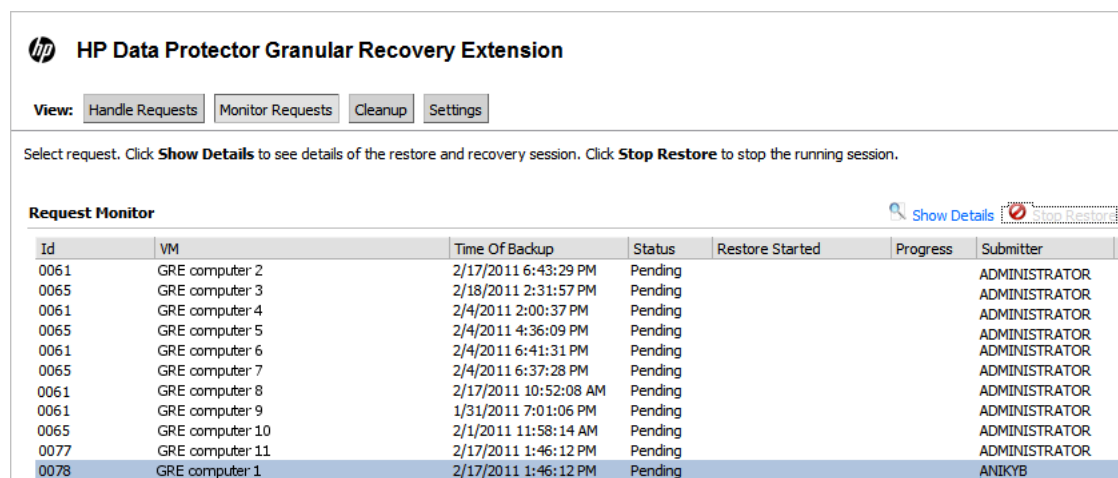 hp HP Data Protector Granular Recovery Extension
View: Handle Requests Monitor Requests Cleanup Settings
Select request. Click Show Details to see details of the restore and recovery session. Click Stop Restore to stop the running session.
Request Monitor Show Details Stop Restore
Id VM Time Of Backup Status Restore Started Progress Submitter
0061 GRE computer 2 2/17/2011 6:43:29 PM Pending ADMINISTRATOR
0065 GRE computer 3 2/18/2011 2:31:57 PM Pending ADMINISTRATOR
0061 GRE computer 4 2/4/2011 2:00:37 PM Pending ADMINISTRATOR
0065 GRE computer 5 2/4/2011 4:36:09 PM Pending ADMINISTRATOR
0061 GRE computer 6 2/4/2011 6:41:31 PM Pending ADMINISTRATOR
0065 GRE computer 7 2/4/2011 6:37:28 PM Pending ADMINISTRATOR
0061 GRE computer 8 2/17/2011 10:52:08 AM Pending ADMINISTRATOR
0061 GRE computer 9 1/31/2011 7:01:06 PM Pending ADMINISTRATOR
0065 GRE computer 10 2/1/2011 11:58:14 AM Pending ADMINISTRATOR
0077 GRE computer 11 2/17/2011 1:46:12 PM Pending ADMINISTRATOR
0078 GRE computer 1 2/17/2011 1:46:12 PM Pending ANIKYB